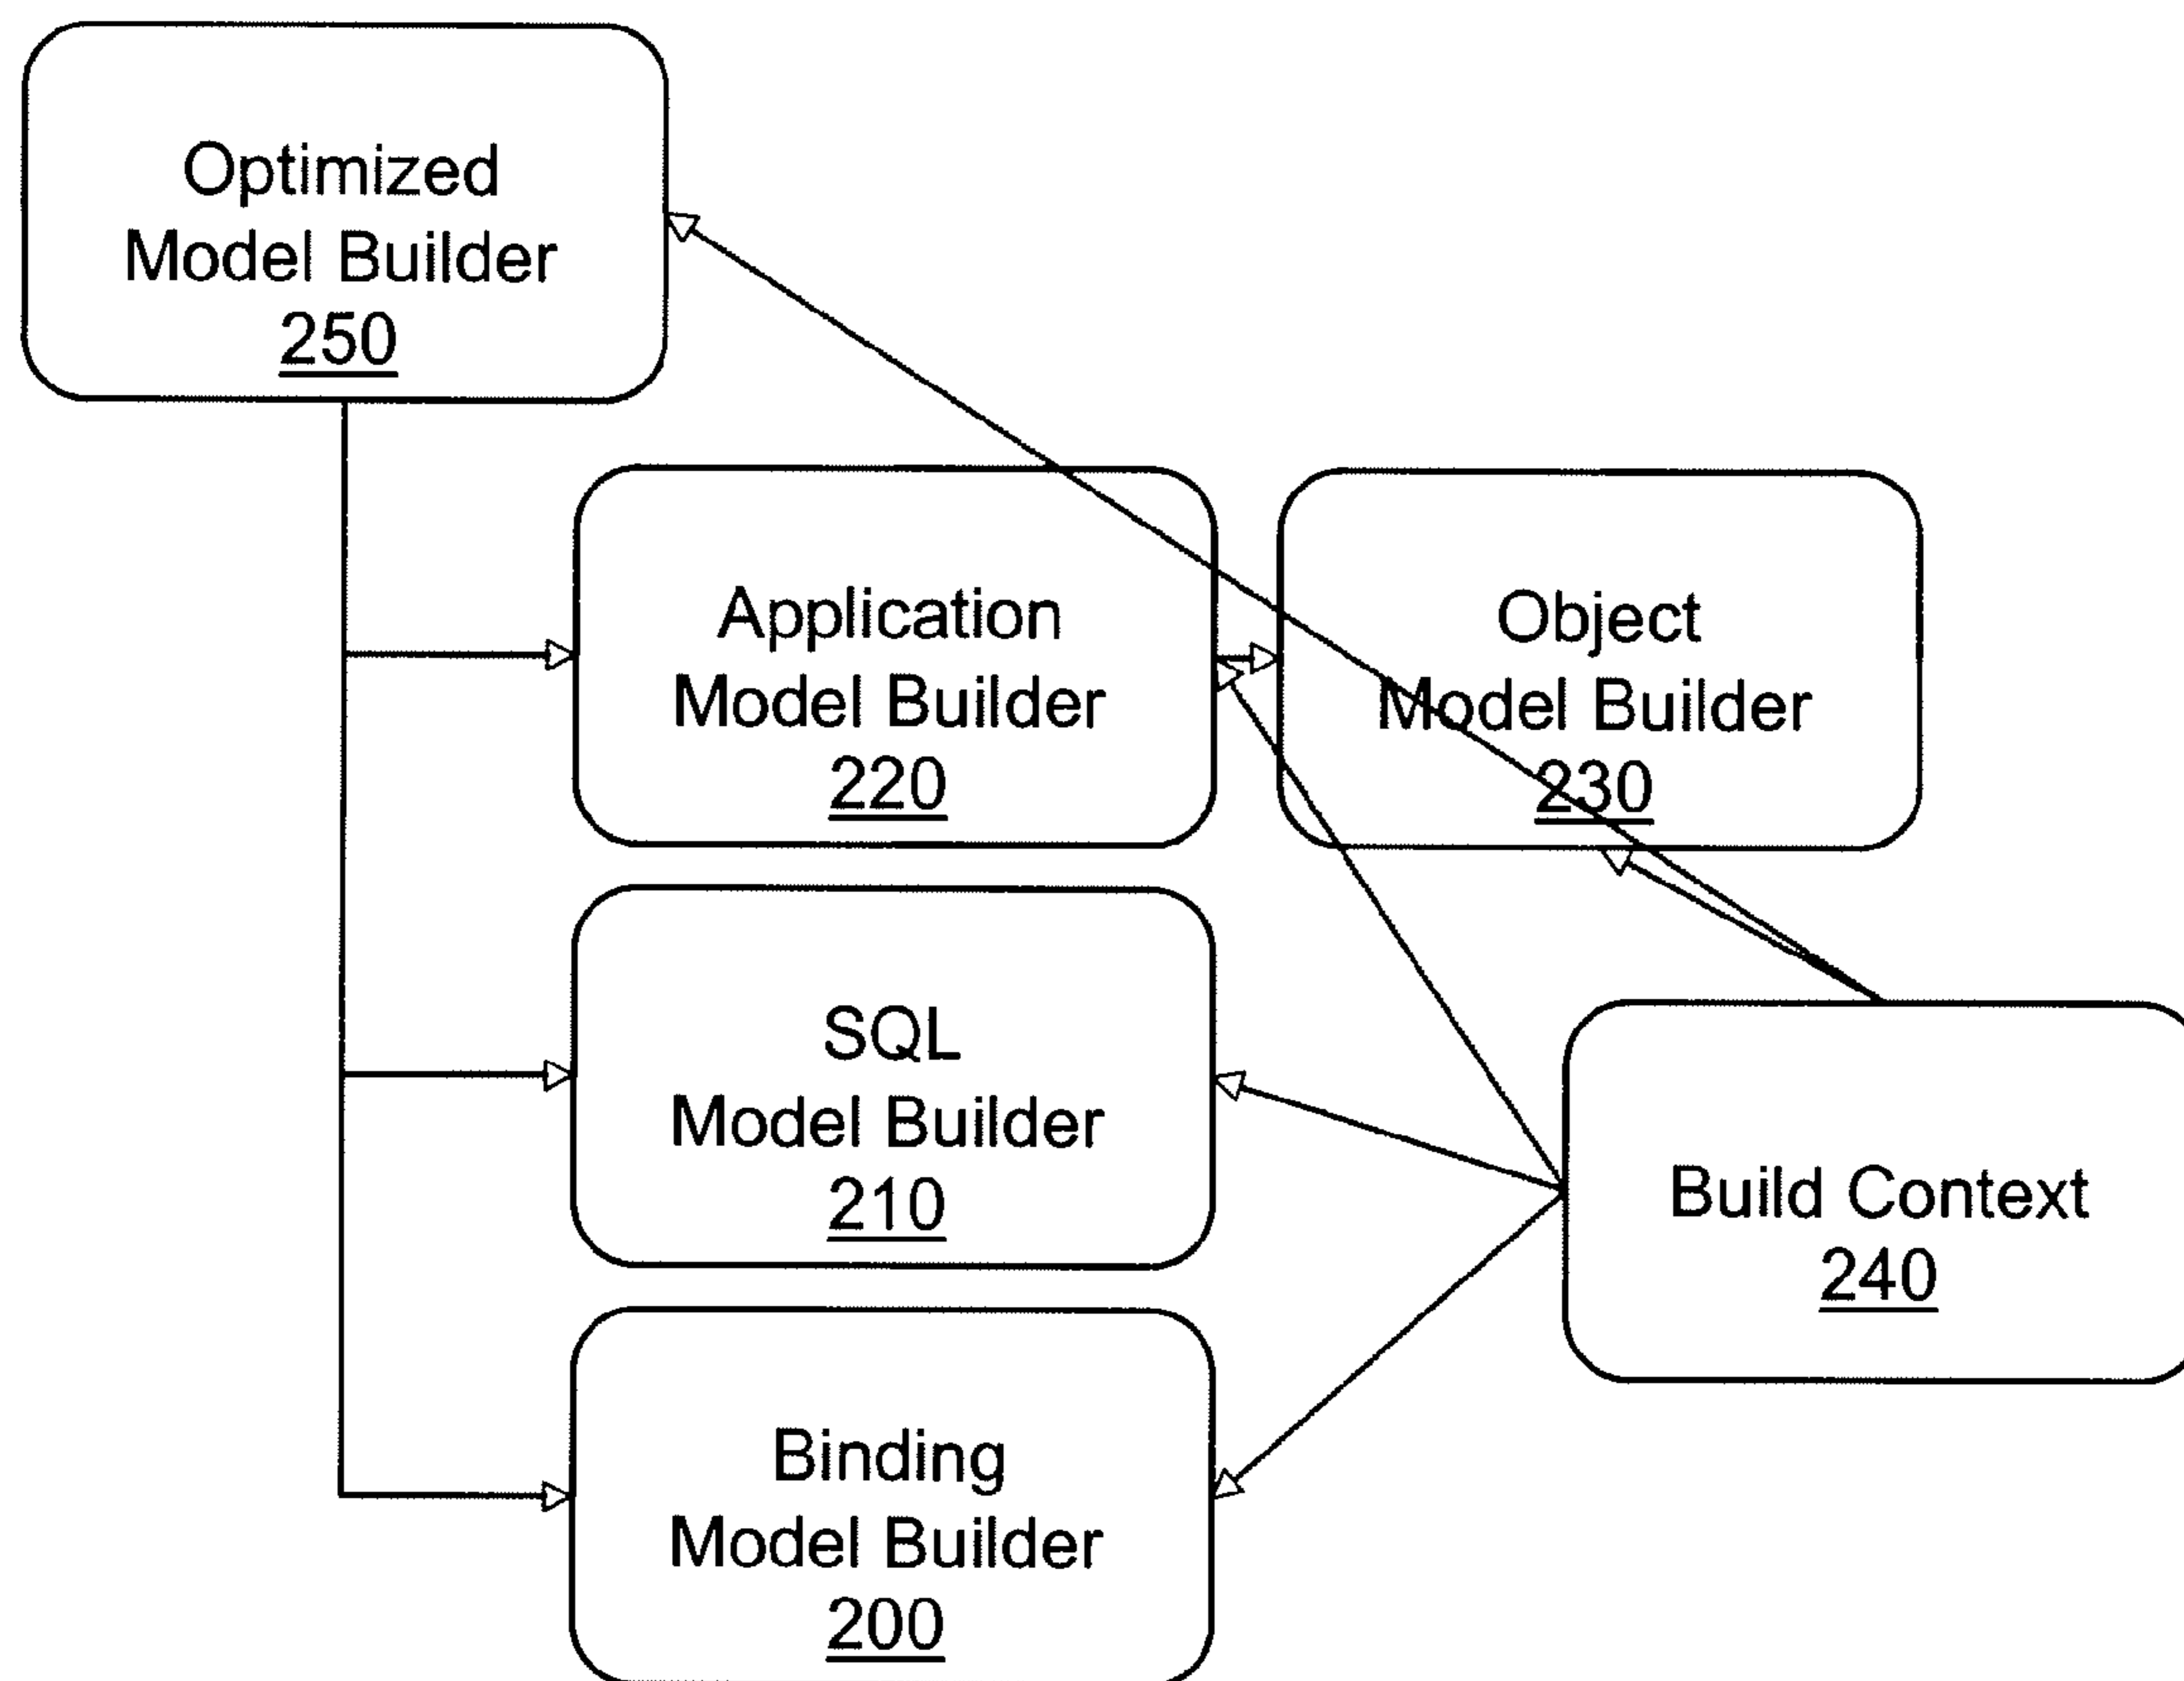 Optimized
Model Builder
250
Application
Model Builder
220
Object
Model Builder
230
SQL
Model Builder
210
Build Context
240
Binding
Model Builder
200